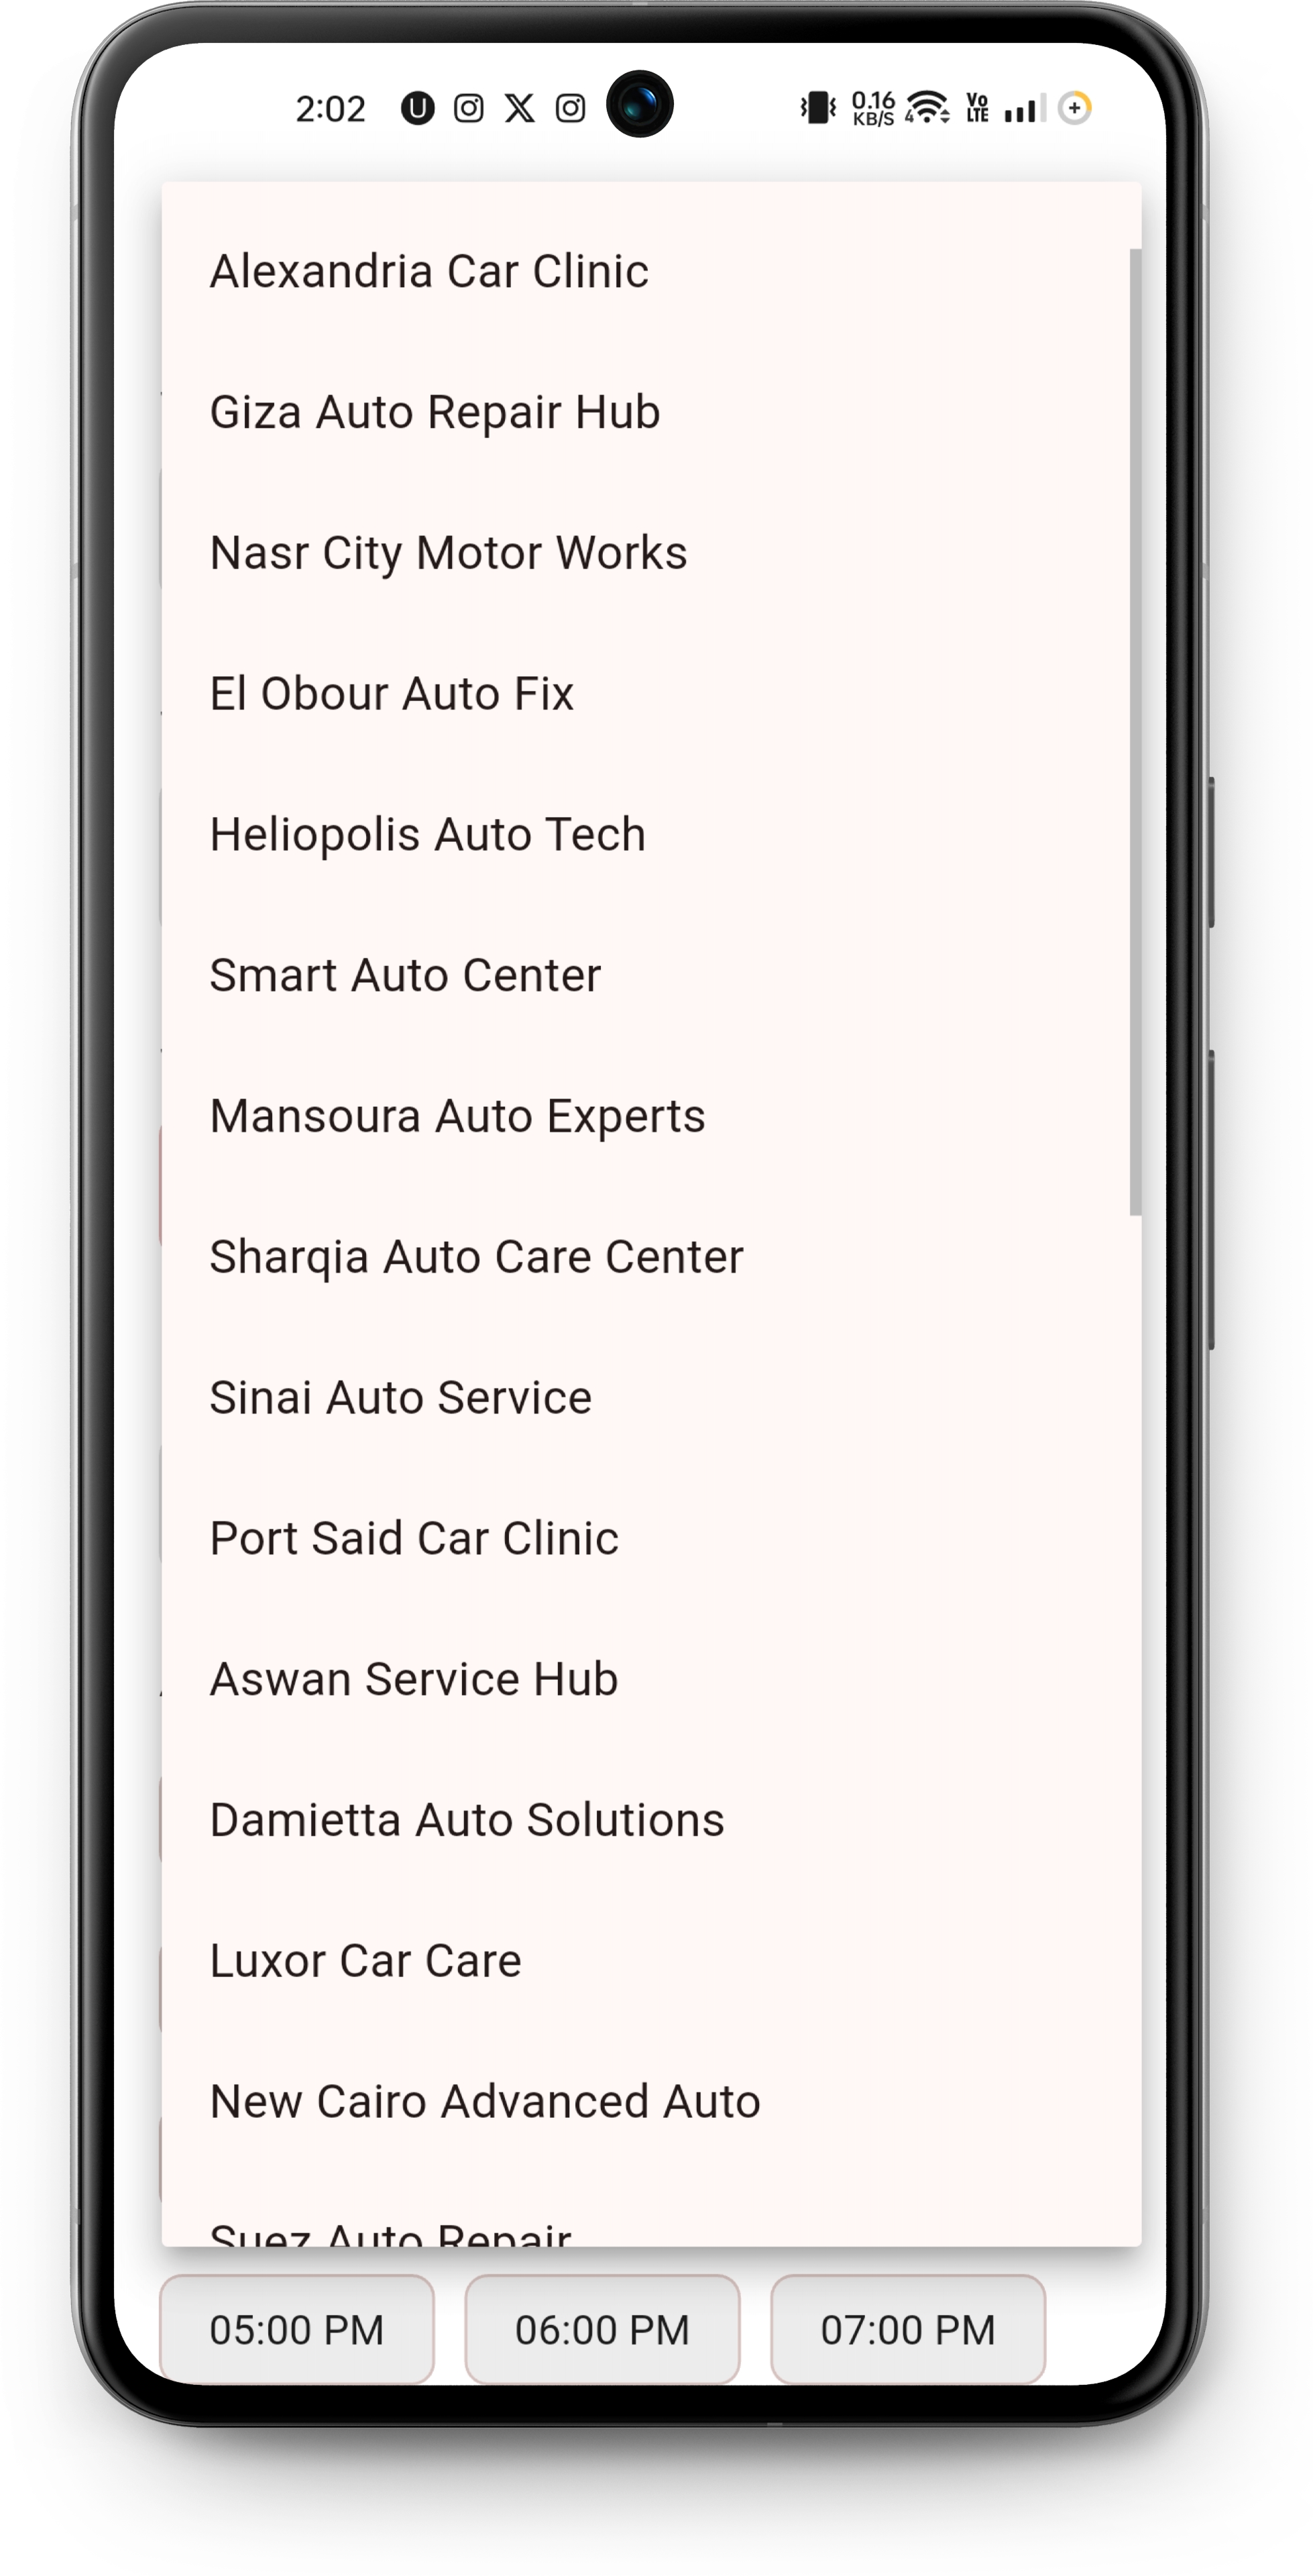 2:02 0.16 KB/S 4 Vo LTE
Alexandria Car Clinic
Giza Auto Repair Hub
Nasr City Motor Works
El Obour Auto Fix
Heliopolis Auto Tech
Smart Auto Center
Mansoura Auto Experts
Sharqia Auto Care Center
Sinai Auto Service
Port Said Car Clinic
Aswan Service Hub
Damietta Auto Solutions
Luxor Car Care
New Cairo Advanced Auto
Suez Auto Repair
05:00 PM 06:00 PM 07:00 PM